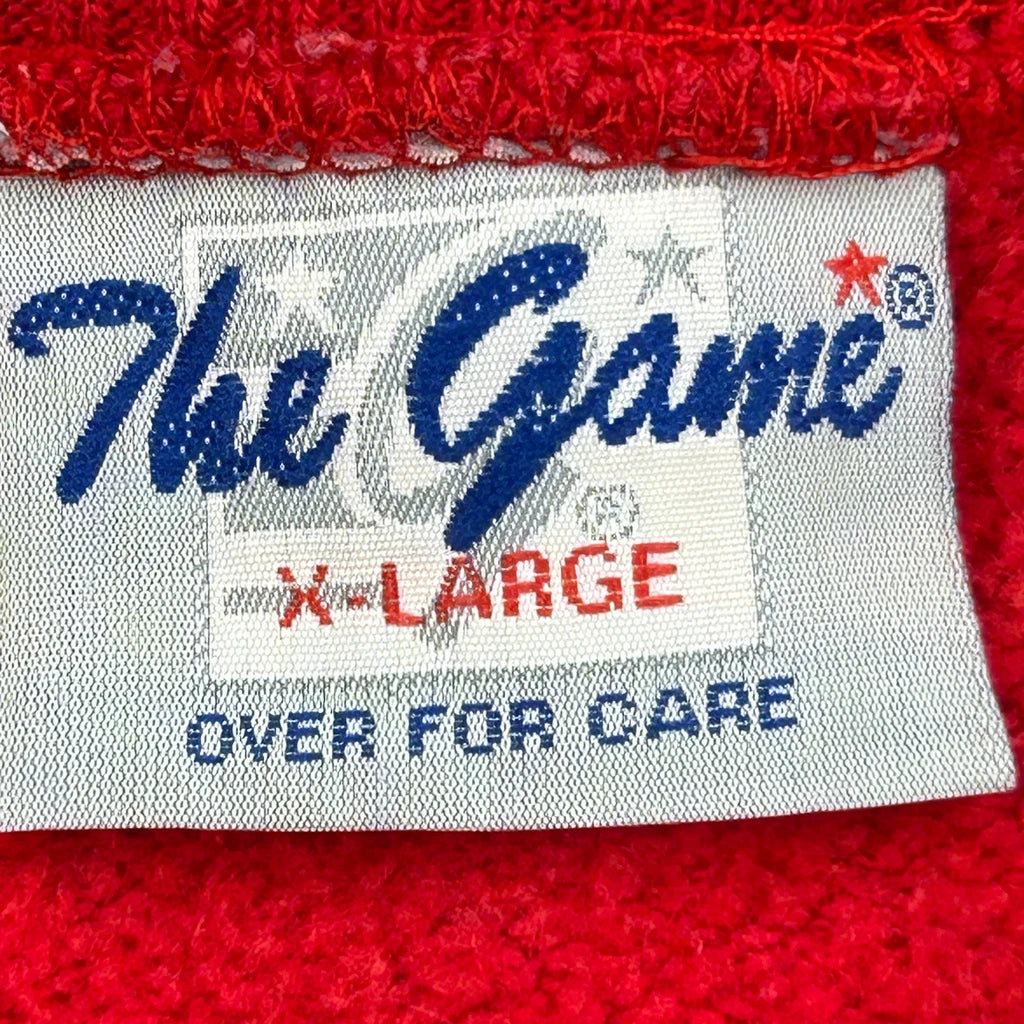 The Game®
®
X-LARGE
OVER FOR CARE